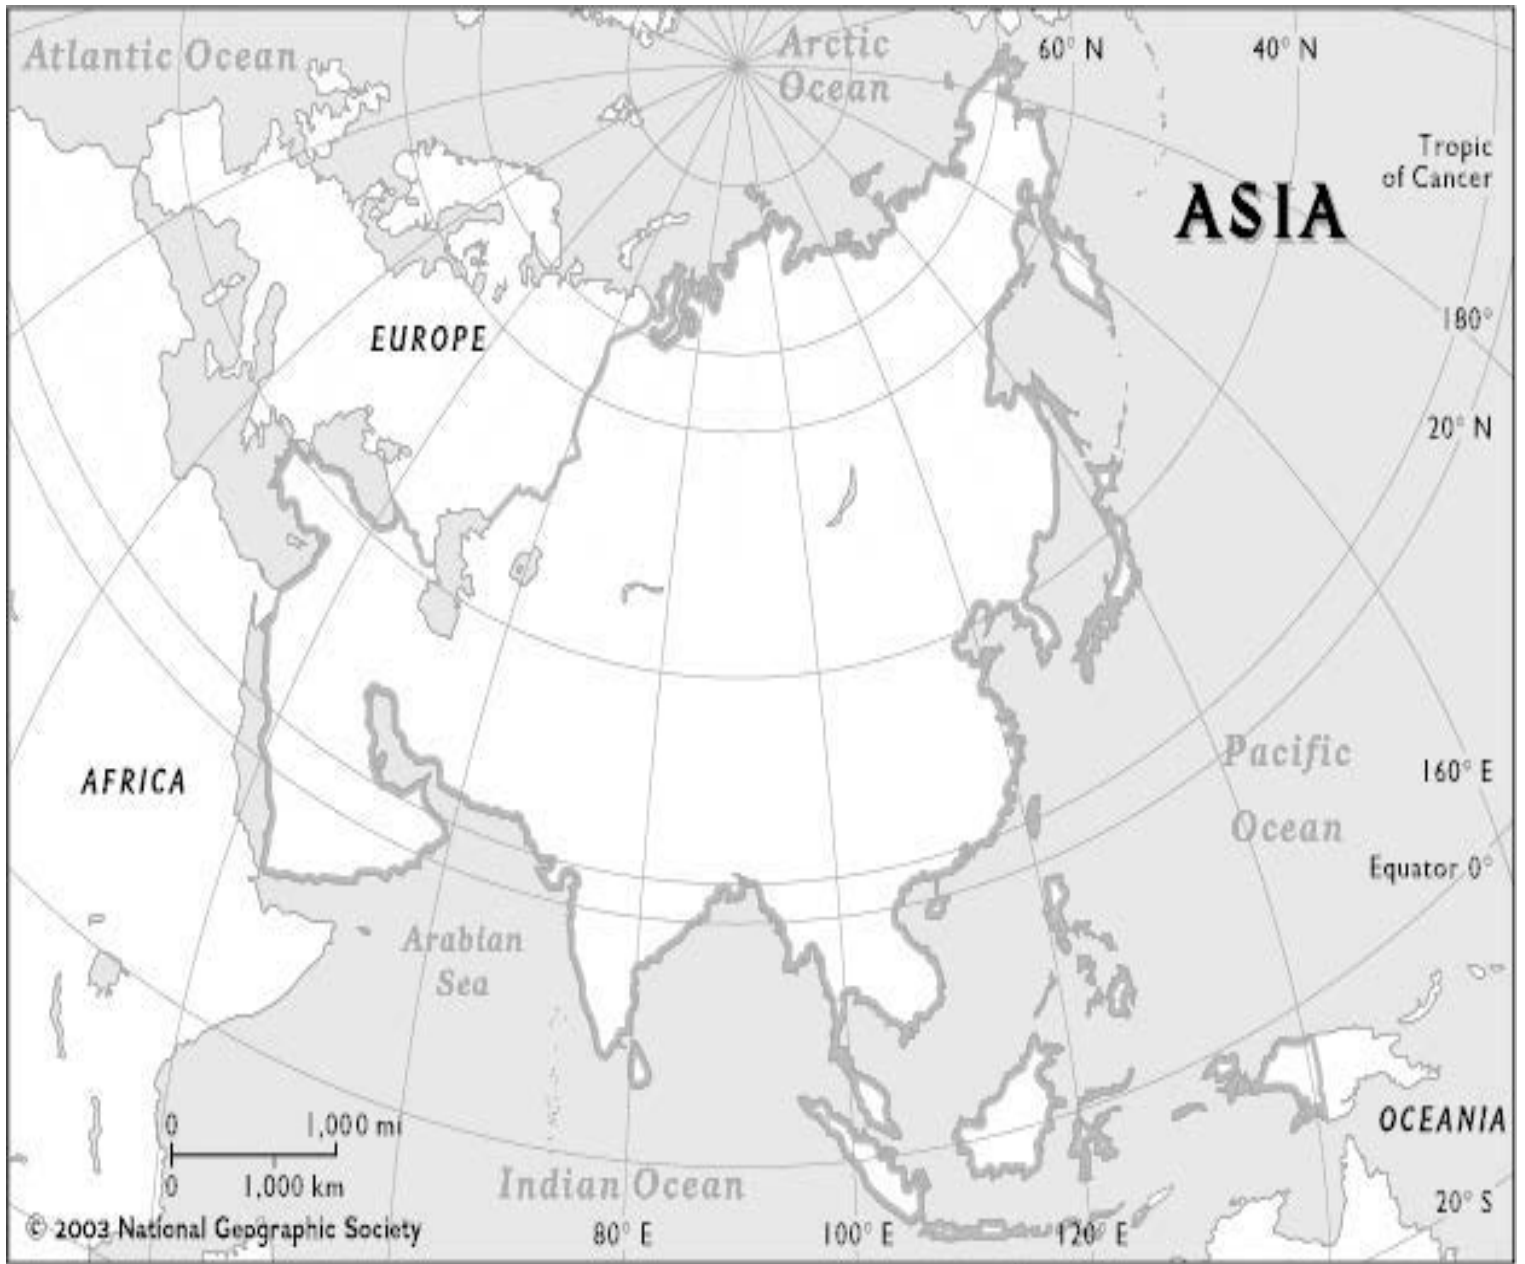 Atlantic Ocean
Arctic
Ocean
60° N
40° N
Tropic
of Cancer
ASIA
180°
EUROPE
20° N
Pacific
Ocean
160° E
AFRICA
Equator 0°
Arabian
Sea
OCEANIA
0
1,000 mi
0
1,000 km
Indian Ocean
20° S
© 2003 National Geographic Society
80° E
100° E
120° E